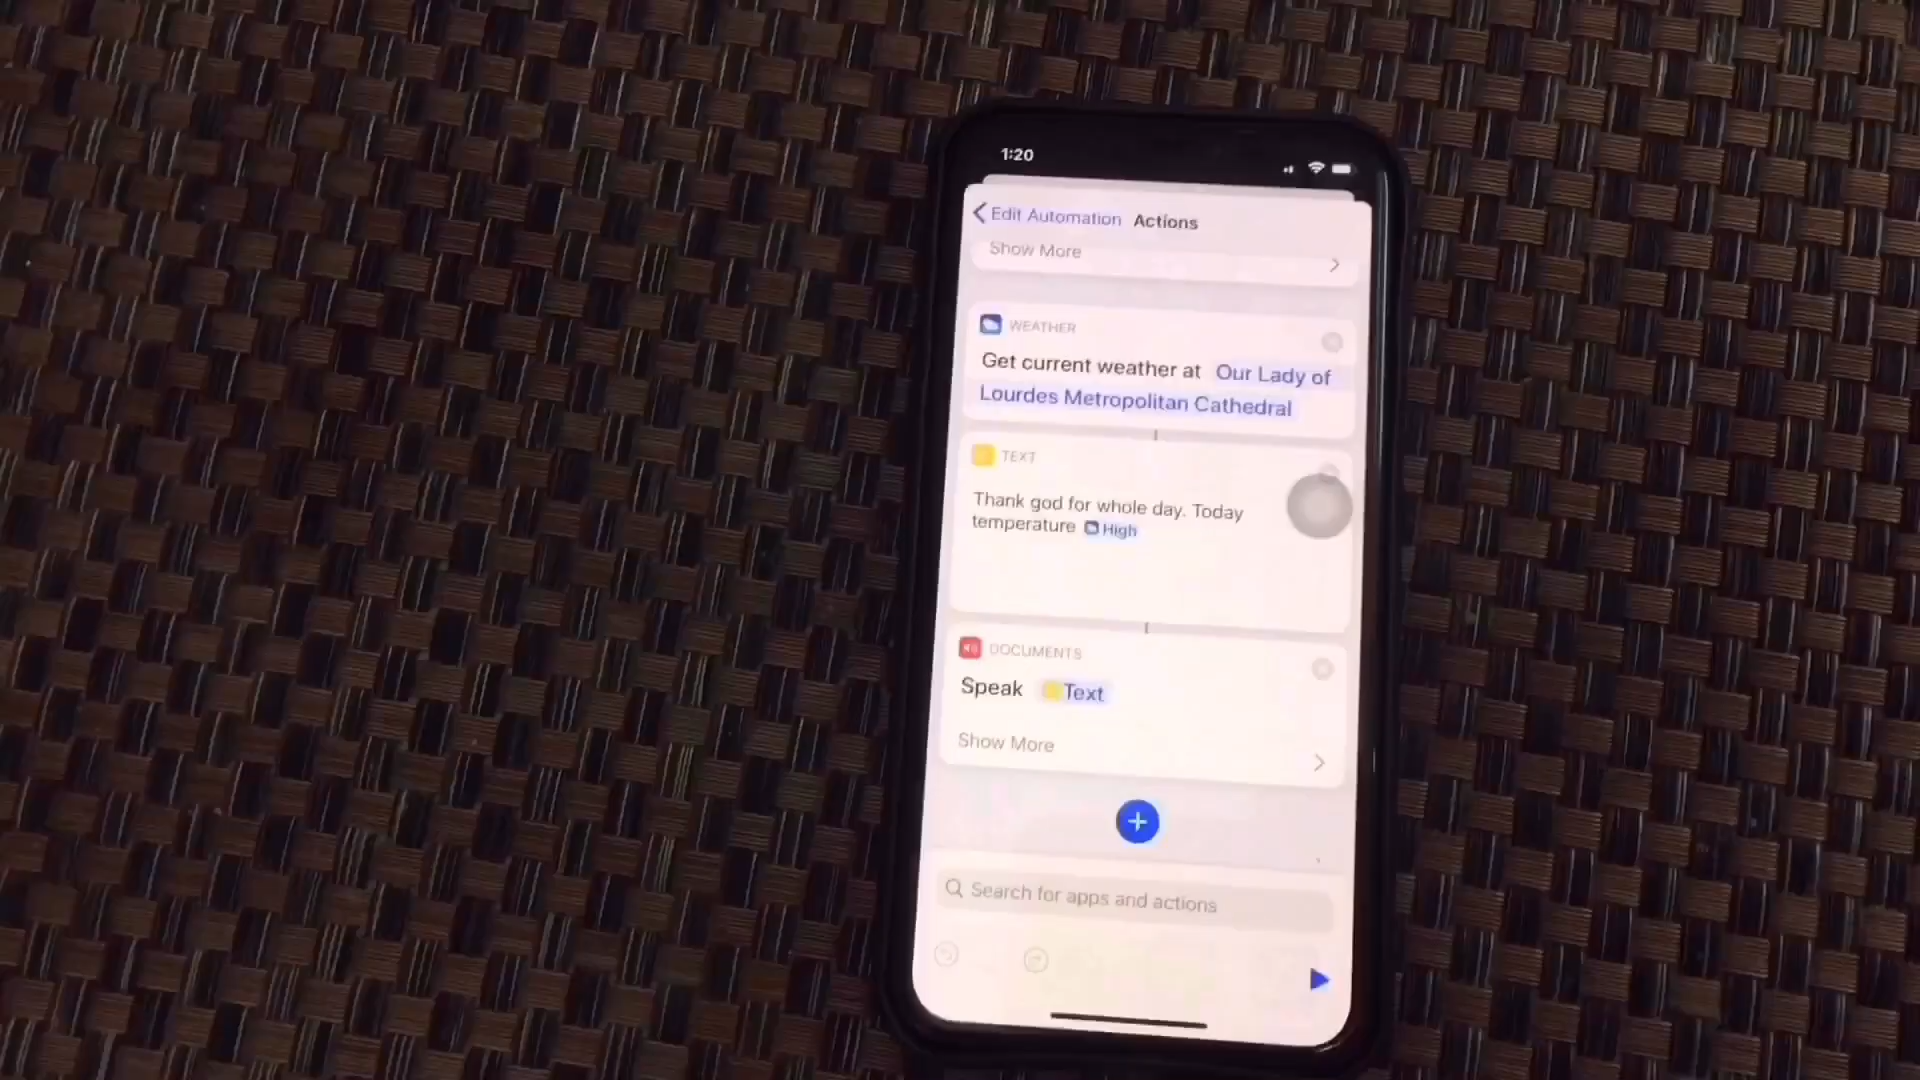 1:20
Edit Automation Actions
Show More
WEATHER
Get current weather at Our Lady of
Lourdes Metropolitan Cathedral
TEXT
Thank god for whole day. Today
temperature High
DOCUMENTS
Speak Text
Show More
Search for apps and actions